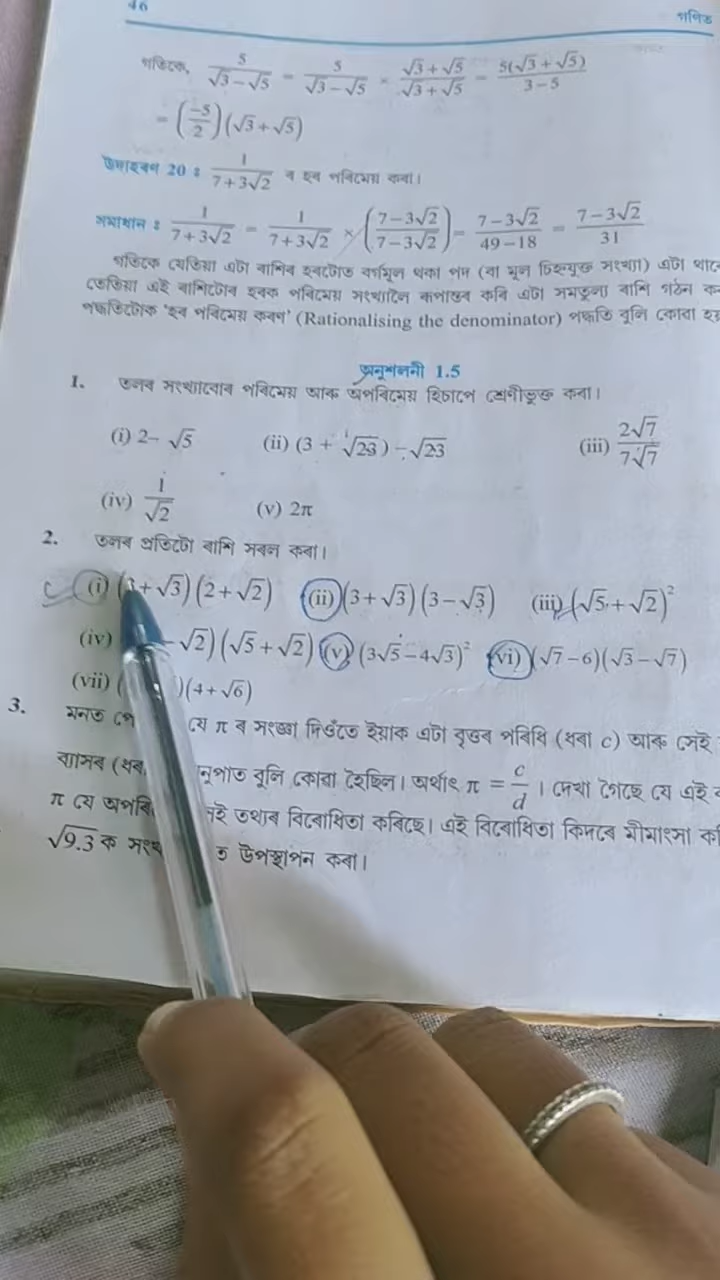 46
গণিত
গতিকে, 5/(√3−√5) = 5/(√3−√5) × (√3+√5)/(√3+√5) = 5(√3+√5)/(3−5)
= (−5/2)(√3+√5)
উদাহৰণ 20 : 1/(7+3√2) ৰ হৰ পৰিমেয় কৰা।
সমাধান : 1/(7+3√2) = 1/(7+3√2) × ((7−3√2)/(7−3√2)) = (7−3√2)/(49−18) = (7−3√2)/31
গতিকে যেতিয়া এটা ৰাশিৰ হৰটোত বৰ্গমূল থকা পদ (বা মূল চিহ্নযুক্ত সংখ্যা) এটা
তেতিয়া এই ৰাশিটোৰ হৰক পৰিমেয় সংখ্যালৈ ৰূপান্তৰ কৰি এটা সমতুল্য ৰাশি গঠন
পদ্ধতিটোক ‘হৰ পৰিমেয় কৰণ’ (Rationalising the denominator) পদ্ধতি বুলি কোৱা
অনুশীলনী 1.5
1. তলৰ সংখ্যাবোৰ পৰিমেয় আৰু অপৰিমেয় হিচাপে শ্ৰেণীভুক্ত কৰা।
(i) 2− √5 (ii) (3 + √23) − √23 (iii) 2√7/7√7
(iv) 1/√2 (v) 2π
2. তলৰ প্ৰতিটো ৰাশি সৰল কৰা।
(i) ( + √3)(2+√2) (ii) (3+√3)(3−√3) (iii) (√5+√2)²
(iv) √2)(√5+√2) (v) (3√5−4√3)² (vi) (√7−6)(√3−√7)
(vii) ( )(4+√6)
3. মনত যে π ৰ সংজ্ঞা দিওঁতে ইয়াক এটা বৃত্তৰ পৰিধি (ধৰা c) আৰু সেই
ব্যাসৰ (ধৰা বুলি কোৱা হৈছিল। অৰ্থাৎ π = c/d । দেখা গৈছে যে এই
π যে তথ্যৰ বিৰোধিতা কৰিছে। এই বিৰোধিতা কিদৰে মীমাংসা
√9.3 ক উপস্থাপন কৰা।